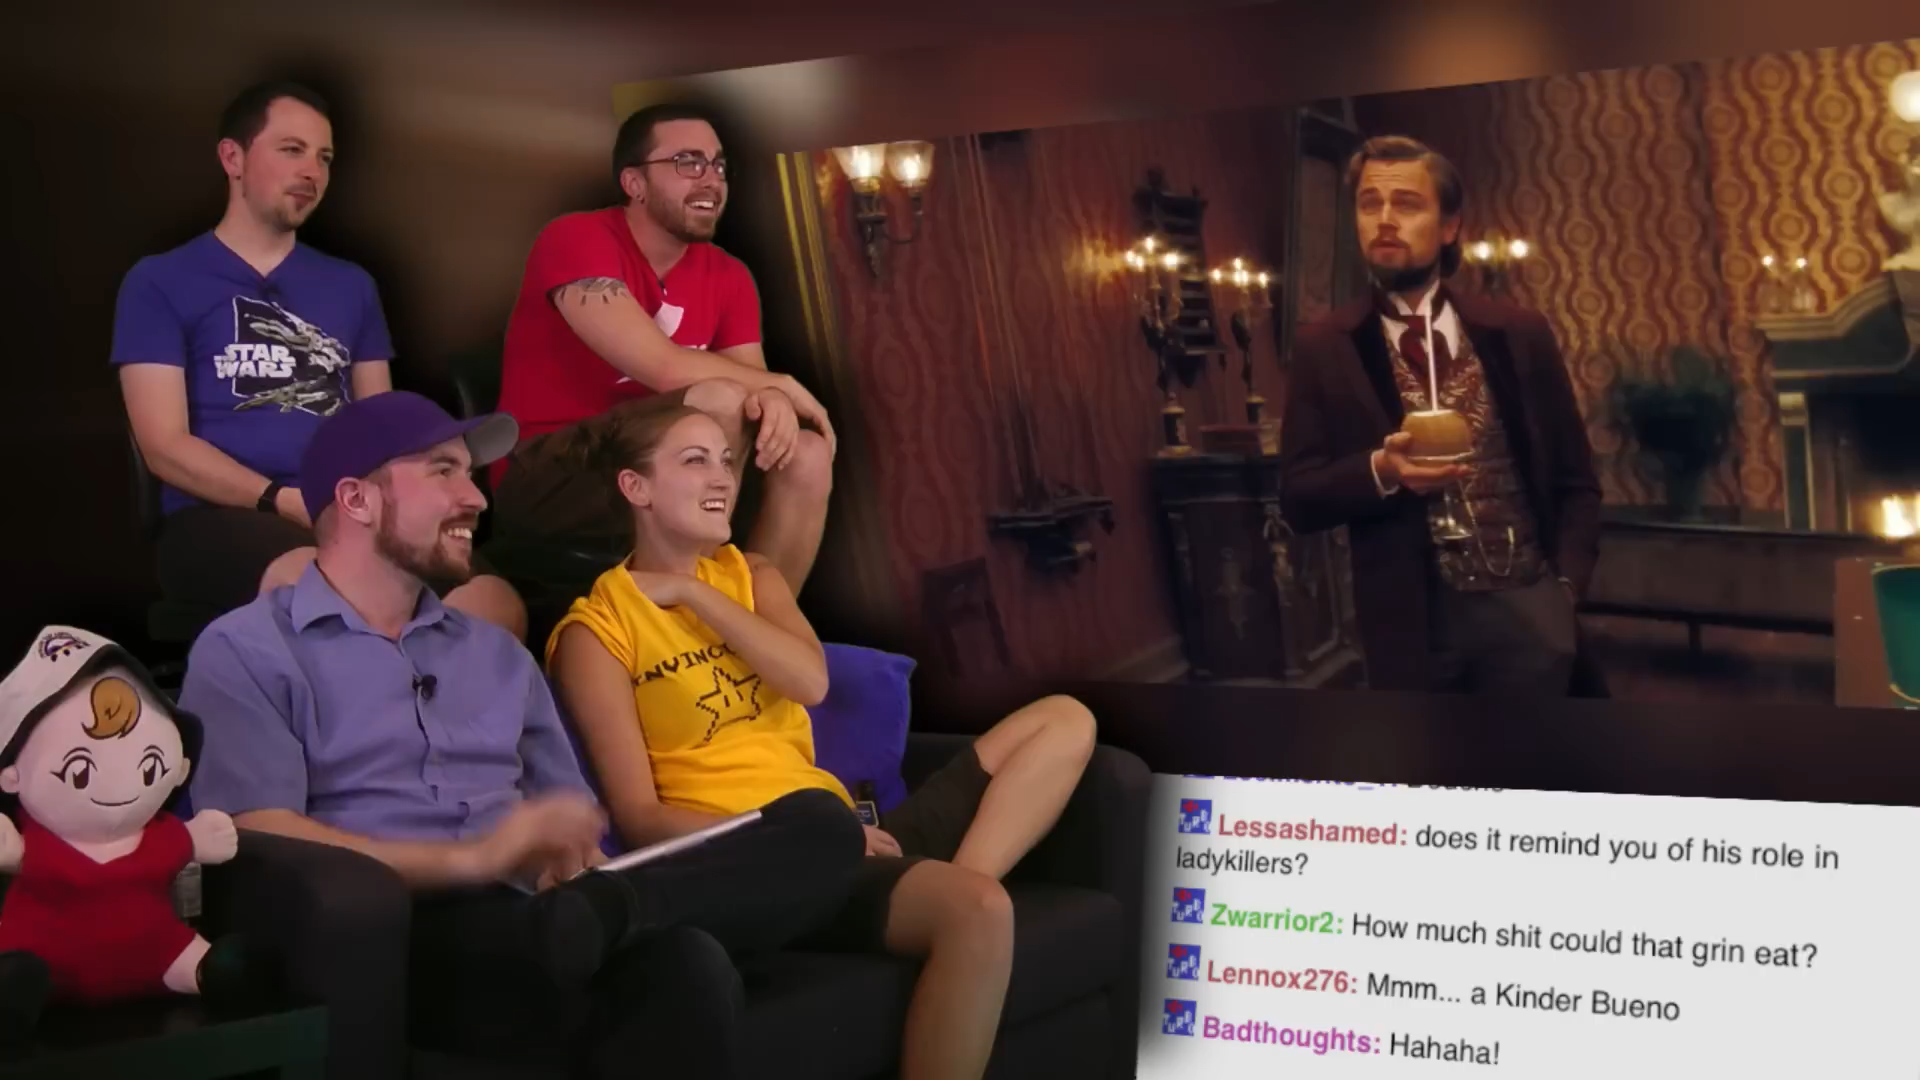 STAR
WARS
Lessashamed: does it remind you of his role in
ladykillers?
Zwarrior2: How much shit could that grin eat?
Lennox276: Mmm... a Kinder Bueno
Badthoughts: Hahaha!